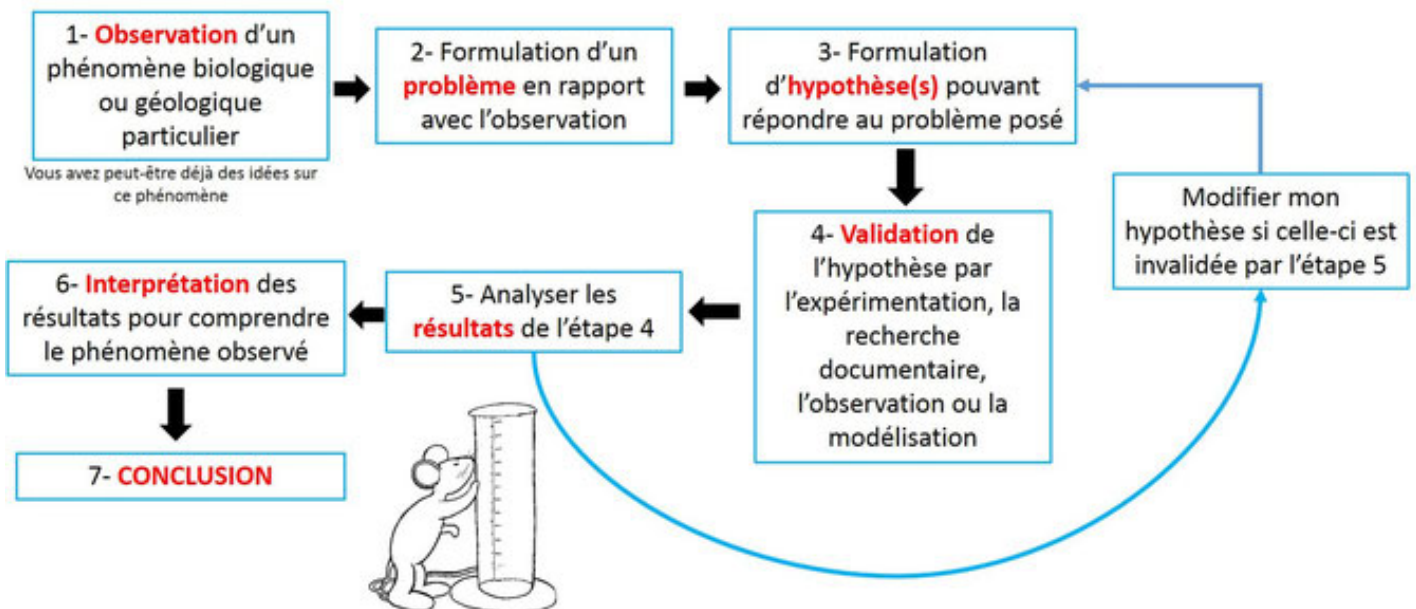 1- Observation d'un
phénomène biologique
ou géologique
particulier
Vous avez peut-être déjà des idées sur
ce phénomène
2- Formulation d'un
problème en rapport
avec l'observation
3- Formulation
d'hypothèse(s) pouvant
répondre au problème posé
4- Validation de
l'hypothèse par
l'expérimentation, la
recherche
documentaire,
l'observation ou la
modélisation
5- Analyser les
résultats de l'étape 4
Modifier mon
hypothèse si celle-ci est
invalidée par l'étape 5
6- Interprétation des
résultats pour comprendre
le phénomène observé
7- CONCLUSION